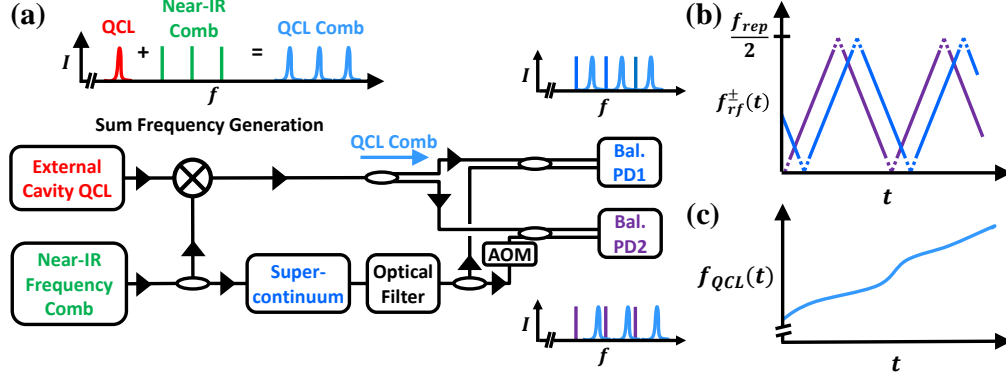 (a)
QCL
+
Near-IR
Comb
=
QCL Comb
I
f
Sum Frequency Generation
I
f
QCL Comb
External
Cavity QCL
Bal.
PD1
Bal.
PD2
AOM
Near-IR
Frequency
Comb
Super-
continuum
Optical
Filter
I
f
(b)
f_rep
2
f_rf^±(t)
t
(c)
f_QCL(t)
t